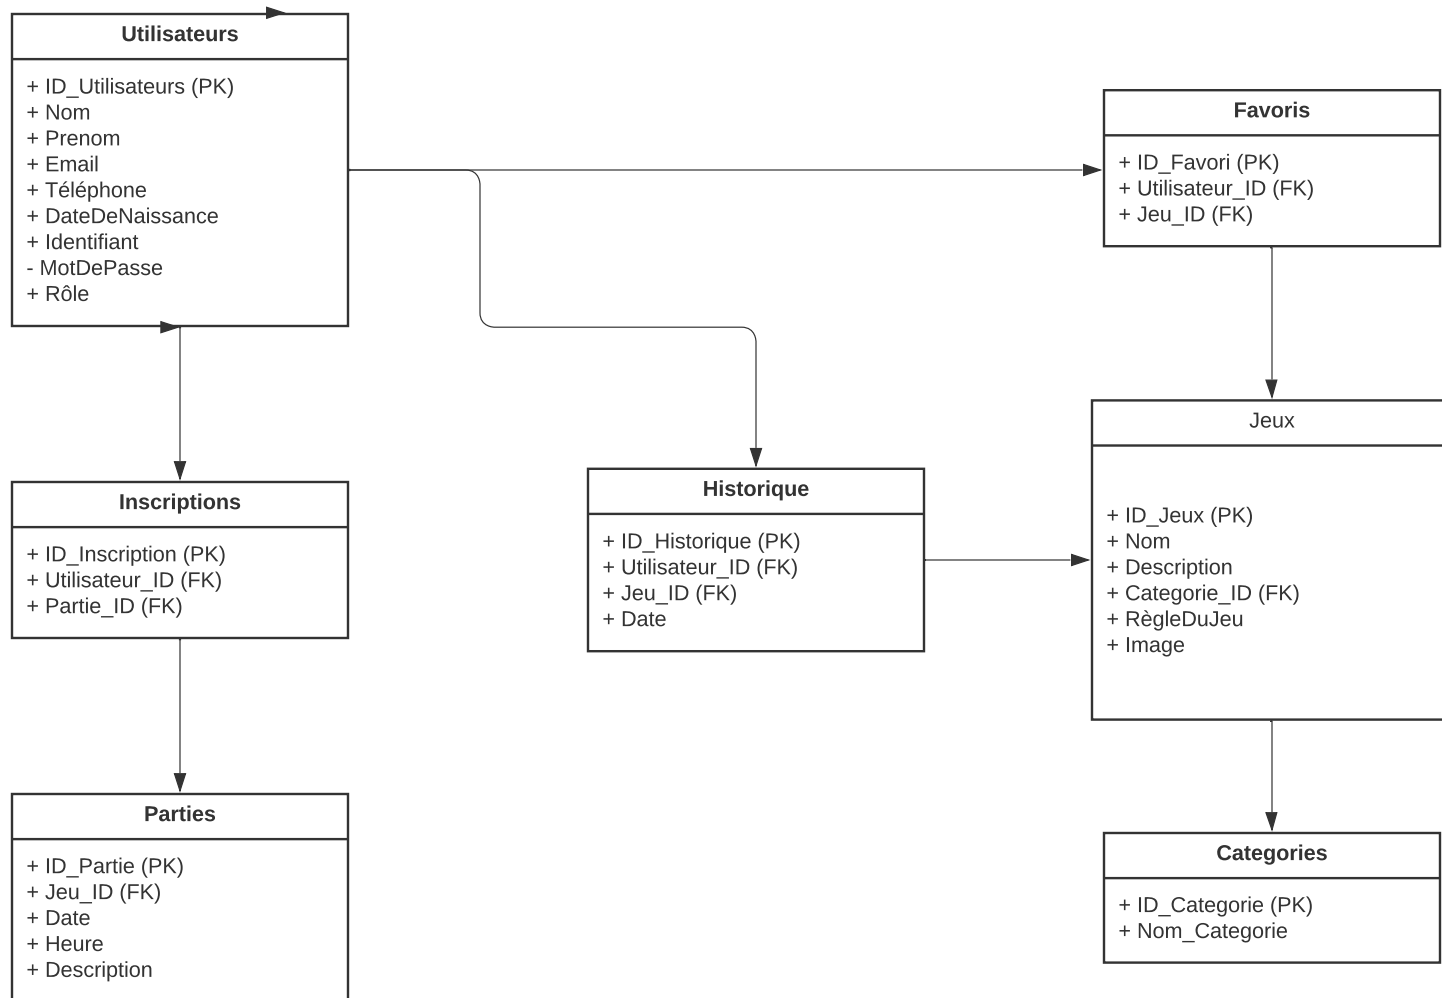 Utilisateurs
+ ID_Utilisateurs (PK)
+ Nom
+ Prenom
+ Email
+ Téléphone
+ DateDeNaissance
+ Identifiant
- MotDePasse
+ Rôle
Favoris
+ ID_Favori (PK)
+ Utilisateur_ID (FK)
+ Jeu_ID (FK)
Inscriptions
+ ID_Inscription (PK)
+ Utilisateur_ID (FK)
+ Partie_ID (FK)
Historique
+ ID_Historique (PK)
+ Utilisateur_ID (FK)
+ Jeu_ID (FK)
+ Date
Jeux
+ ID_Jeux (PK)
+ Nom
+ Description
+ Categorie_ID (FK)
+ RègleDuJeu
+ Image
Parties
+ ID_Partie (PK)
+ Jeu_ID (FK)
+ Date
+ Heure
+ Description
Categories
+ ID_Categorie (PK)
+ Nom_Categorie